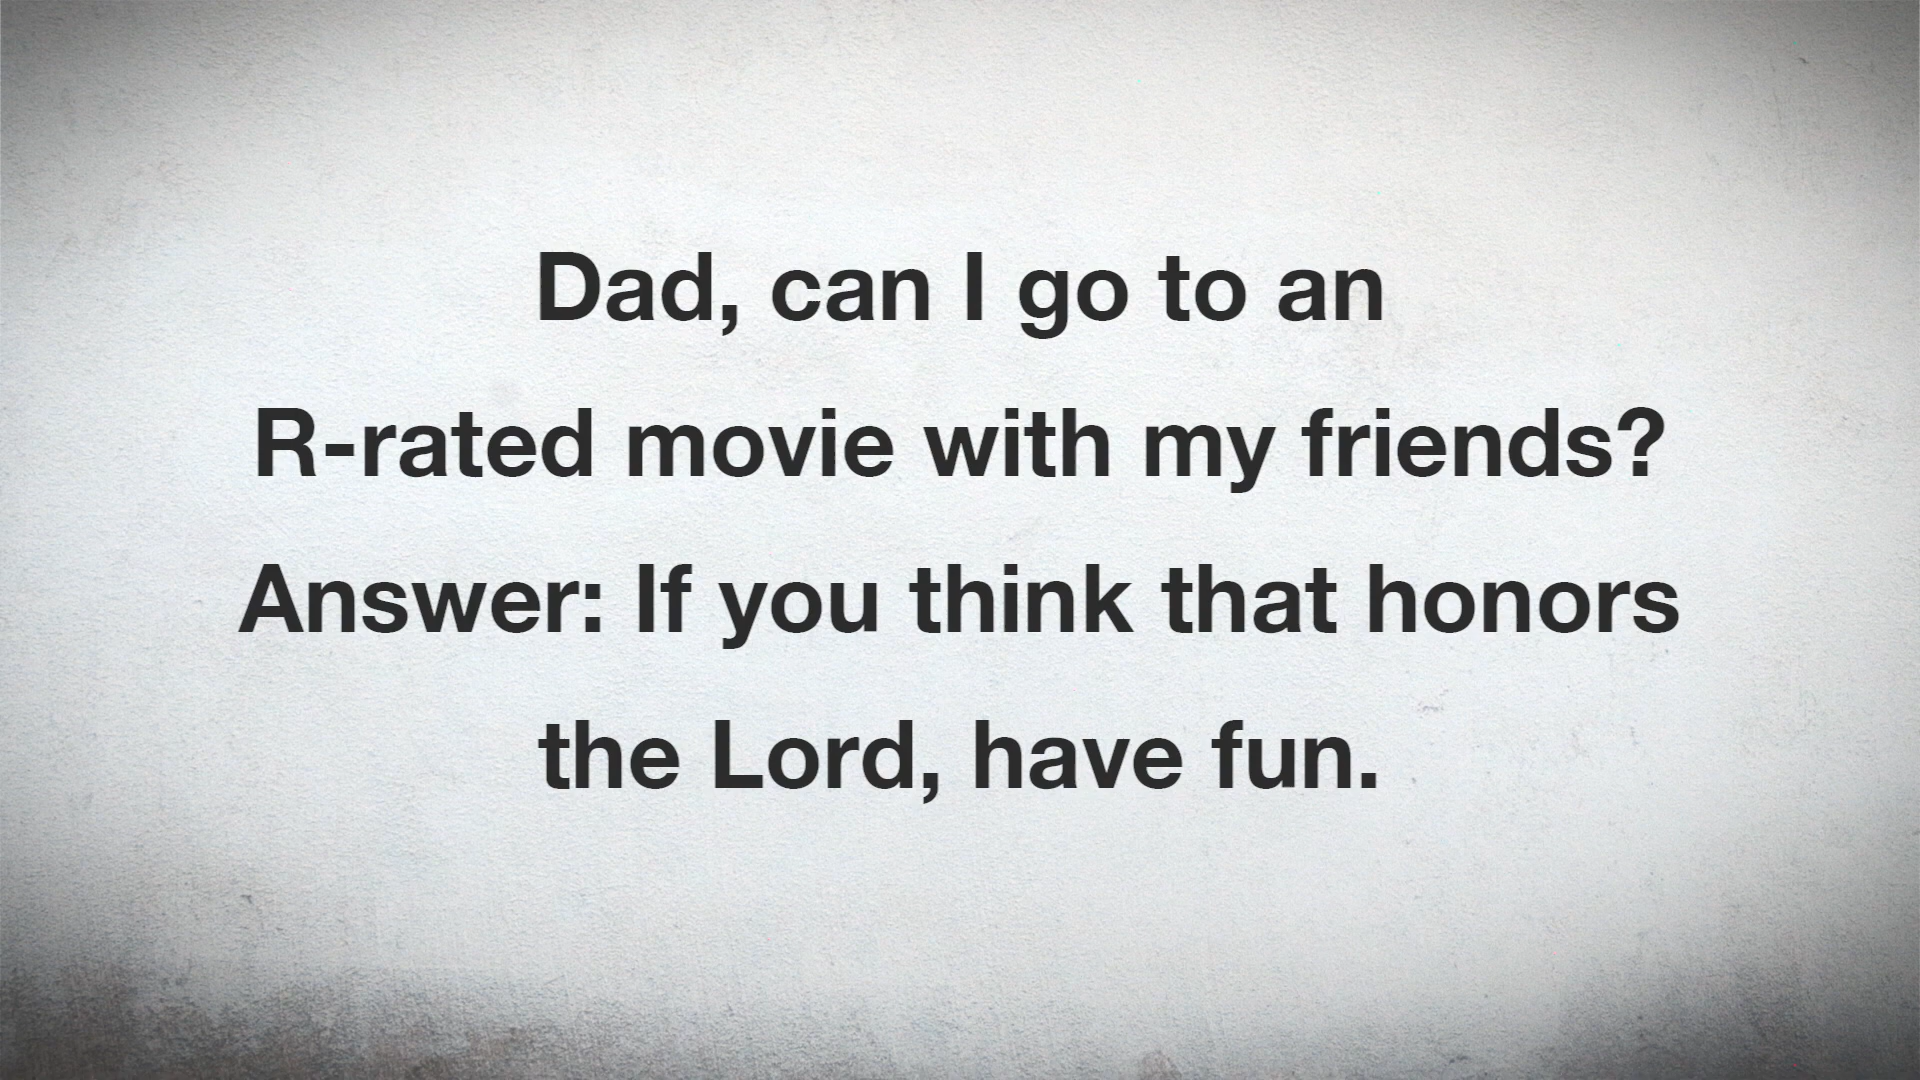 Dad, can I go to an
R-rated movie with my friends?
Answer: If you think that honors
the Lord, have fun.